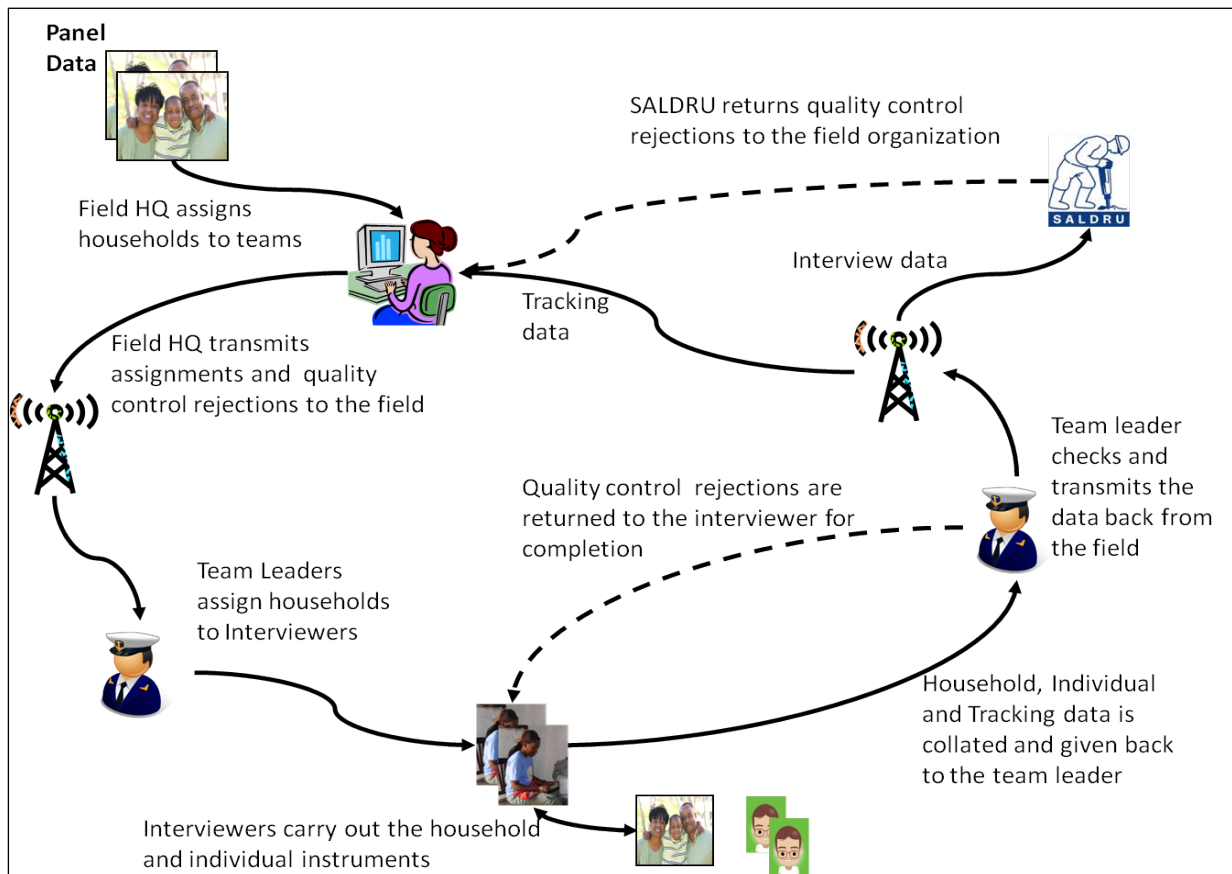 Panel
Data
SALDRU returns quality control
rejections to the field organization
SALDRU
Field HQ assigns
households to teams
Interview data
Tracking
data
Field HQ transmits
assignments and quality
control rejections to the field
Team leader
checks and
transmits the
data back from
the field
Quality control rejections are
returned to the interviewer for
completion
Team Leaders
assign households
to Interviewers
Household, Individual
and Tracking data is
collated and given back
to the team leader
Interviewers carry out the household
and individual instruments